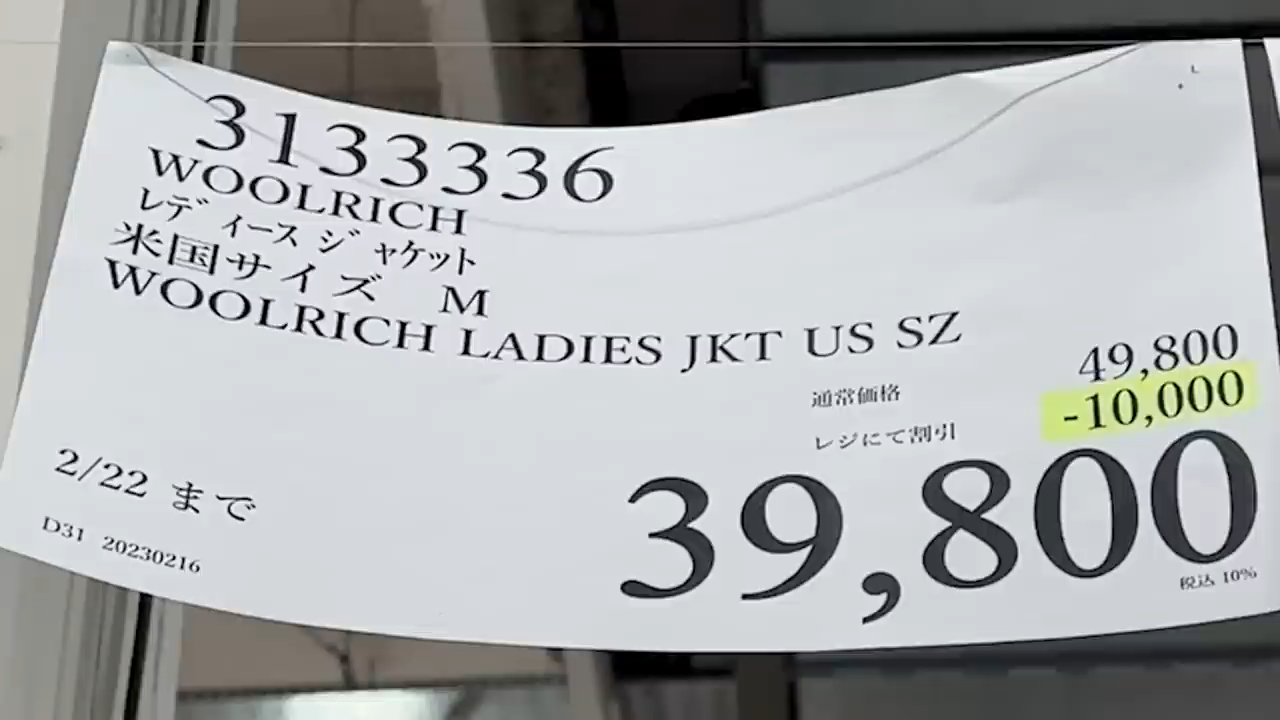 3133336
WOOLRICH
レディース ジャケット
米国サイズ　M
WOOLRICH LADIES JKT US SZ
通常価格 49,800
レジにて割引 -10,000
39,800
税込 10%
2/22 まで
D31 20230216